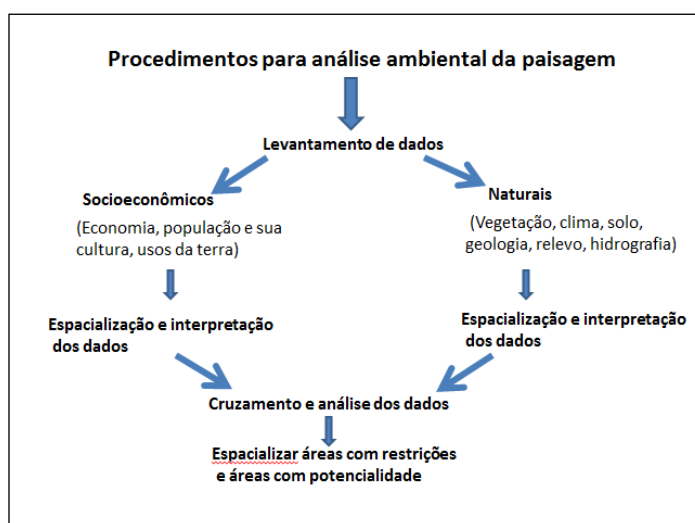 Procedimentos para análise ambiental da paisagem
Levantamento de dados
Socioeconômicos
(Economia, população e sua
cultura, usos da terra)
Naturais
(Vegetação, clima, solo,
geologia, relevo, hidrografia)
Espacialização e interpretação
dos dados
Espacialização e interpretação
dos dados
Cruzamento e análise dos dados
Espacializar áreas com restrições
e áreas com potencialidade